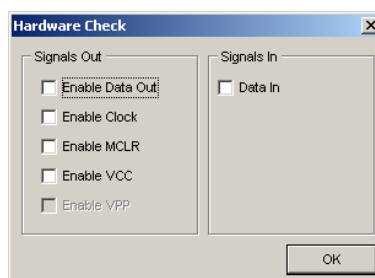 Hardware Check
Signals Out
Enable Data Out
Enable Clock
Enable MCLR
Enable VCC
Enable VPP
Signals In
Data In
OK